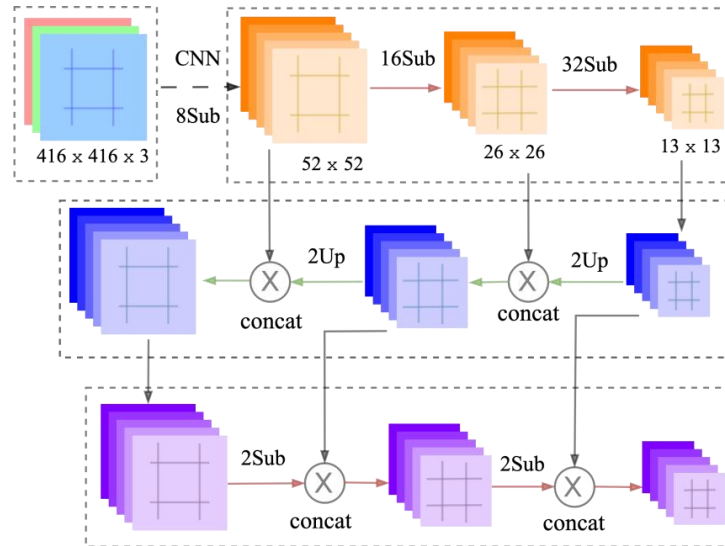 CNN
8Sub
16Sub
32Sub
416 x 416 x 3
52 x 52
26 x 26
13 x 13
2Up
2Up
X
X
concat
concat
2Sub
2Sub
X
X
concat
concat